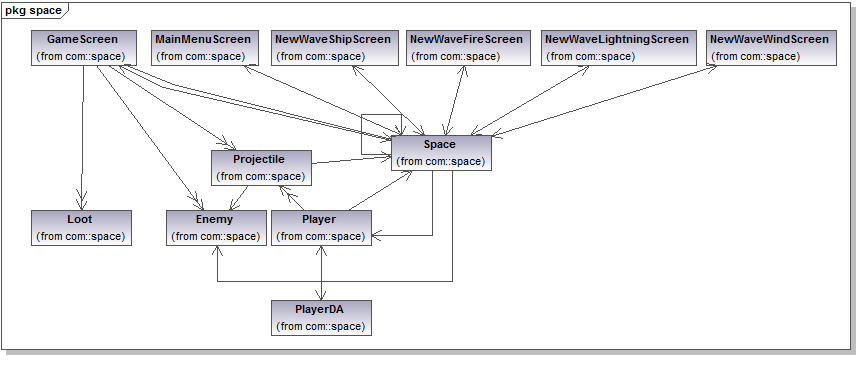 pkg space
GameScreen
(from com::space)
MainMenuScreen
(from com::space)
NewWaveShipScreen
(from com::space)
NewWaveFireScreen
(from com::space)
NewWaveLightningScreen
(from com::space)
NewWaveWindScreen
(from com::space)
Space
(from com::space)
Projectile
(from com::space)
Loot
(from com::space)
Enemy
(from com::space)
Player
(from com::space)
PlayerDA
(from com::space)